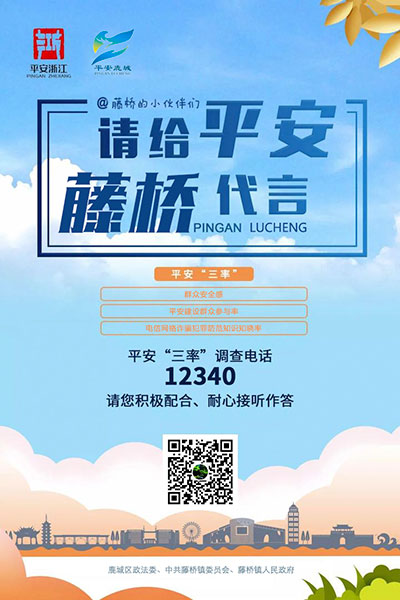 平安浙江
PINGAN ZHEJIANG
平安鹿城
PINGAN LUCHENG
@藤桥的小伙伴们
请给平安
藤桥代言
PINGAN LUCHENG
平安“三率”
群众安全感
平安建设群众参与率
电信网络诈骗犯罪防范知识知晓率
平安“三率”调查电话
12340
请您积极配合、耐心接听作答
鹿城区政法委、中共藤桥镇委员会、藤桥镇人民政府